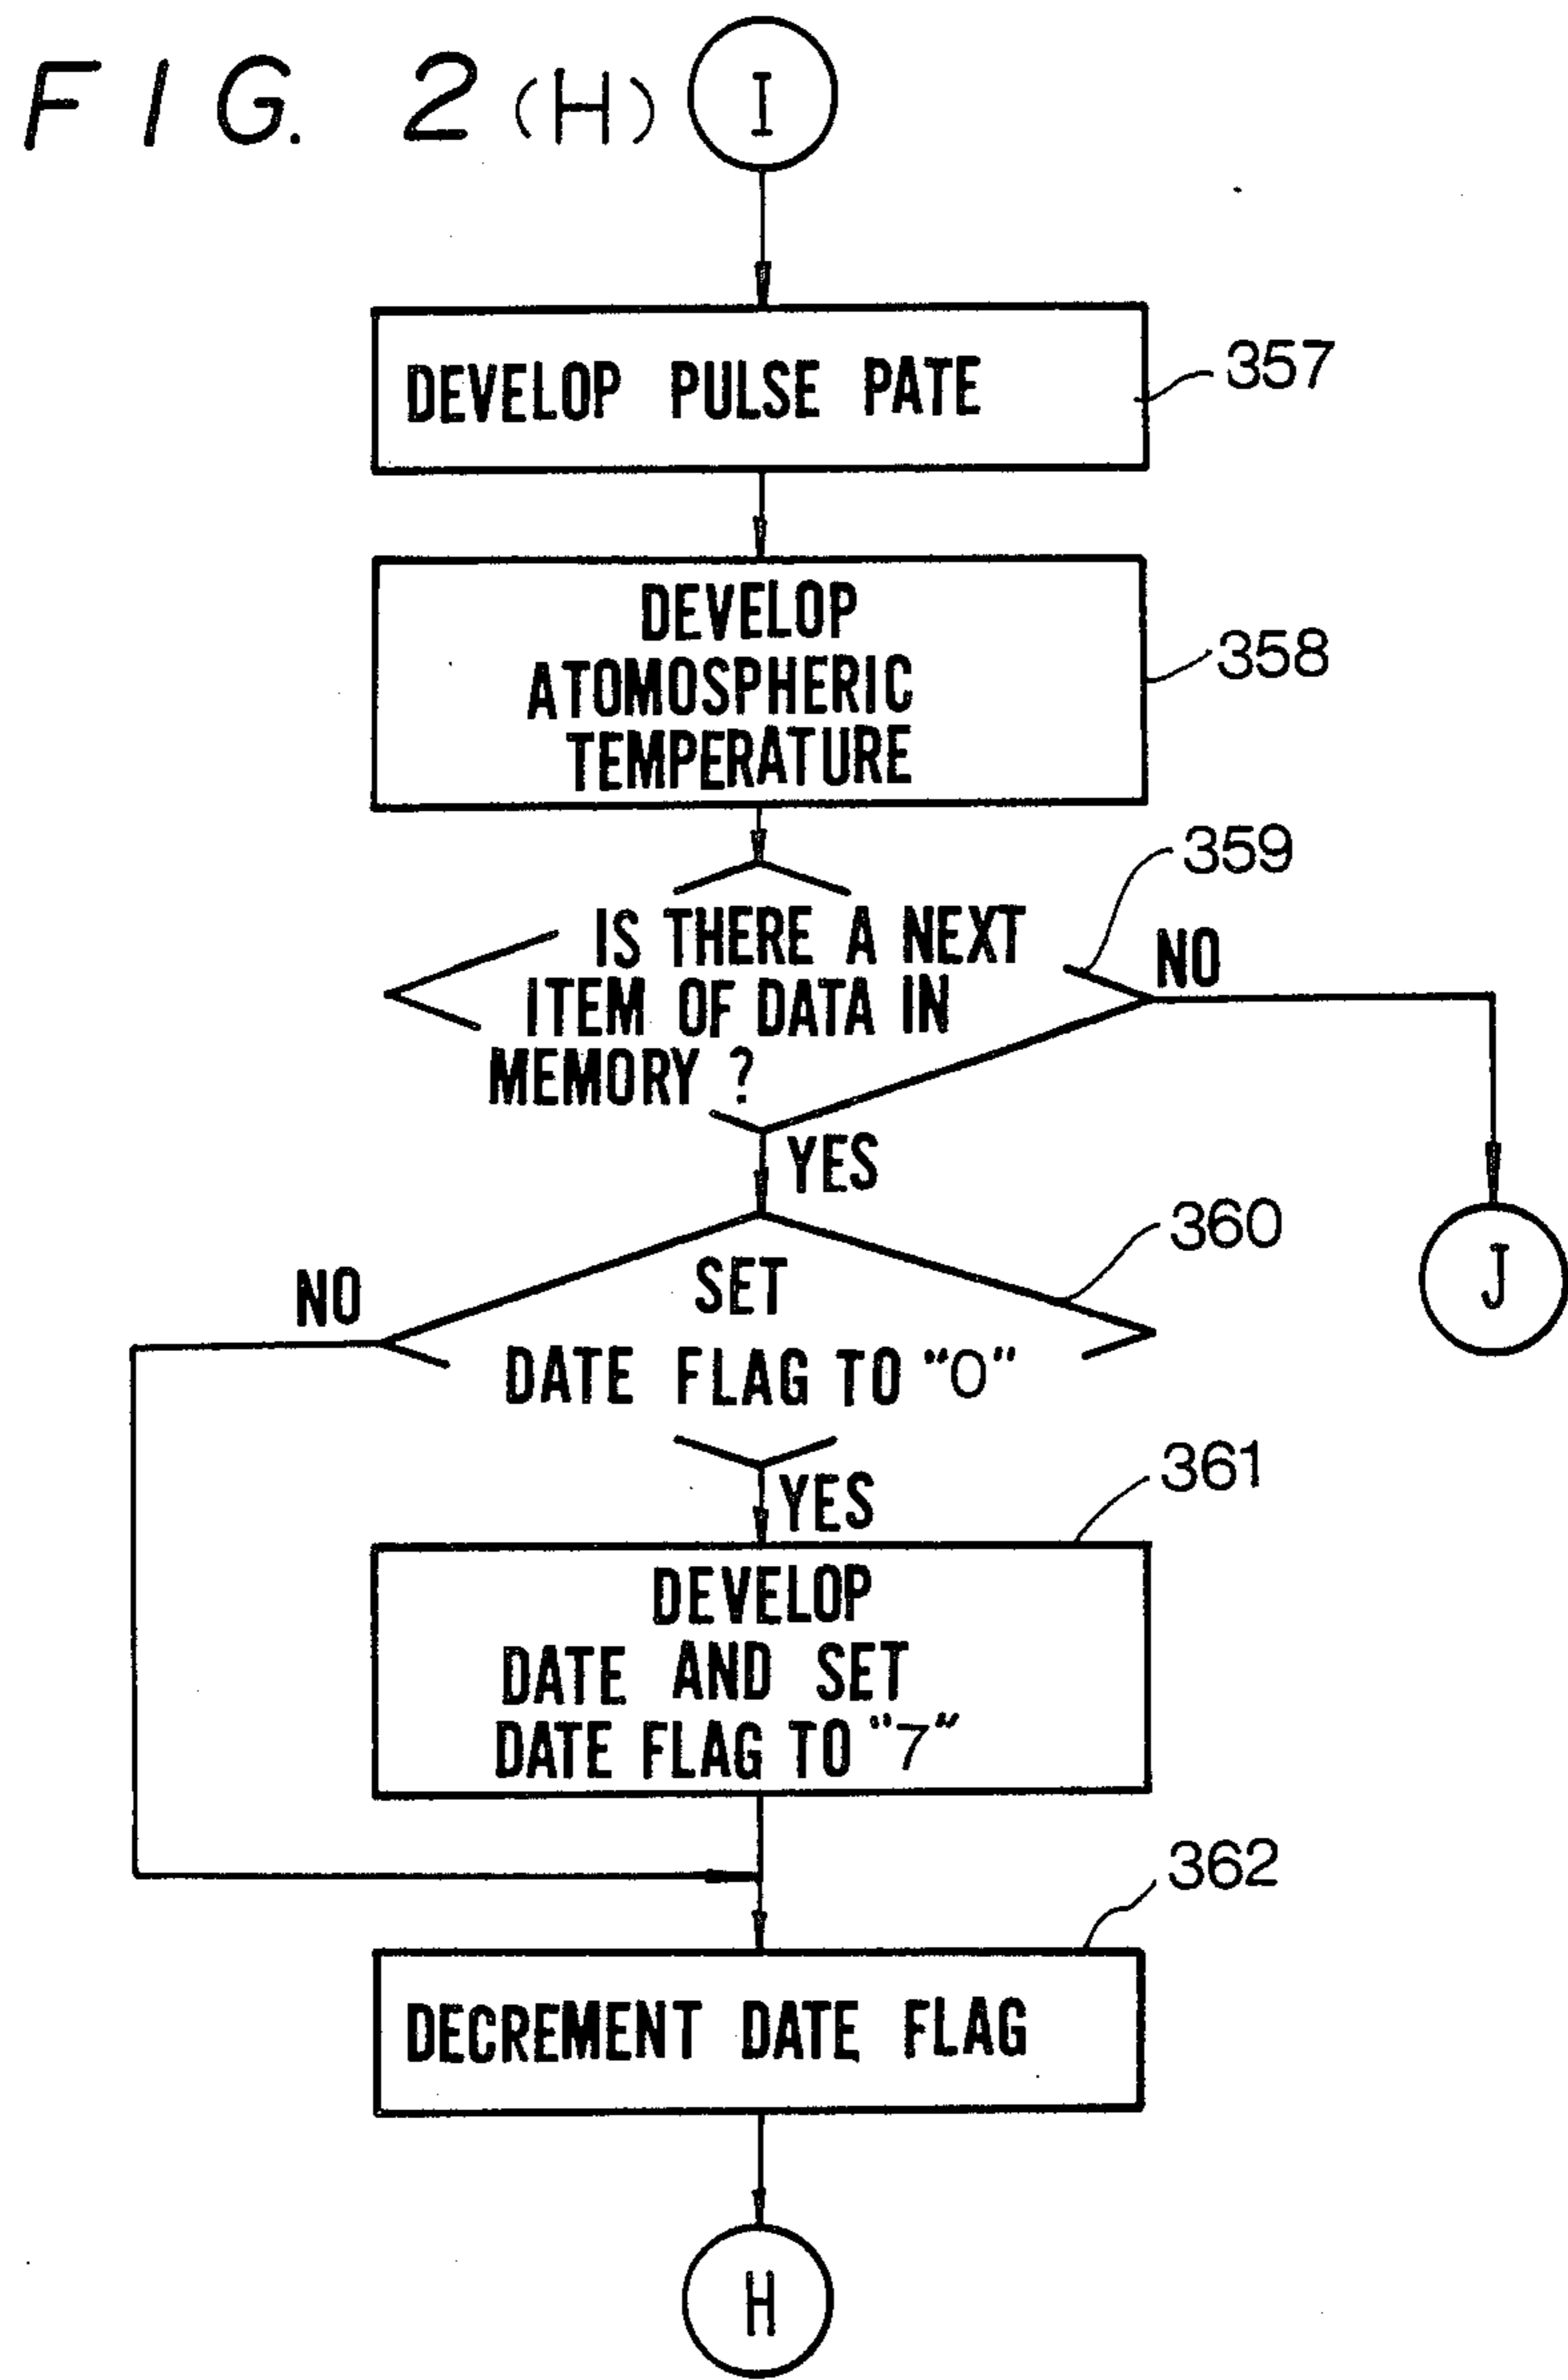 FIG. 2(H)
I
DEVELOP PULSE PATE
357
DEVELOP
ATOMOSPHERIC
TEMPERATURE
358
359
IS THERE A NEXT
ITEM OF DATA IN
MEMORY ?
NO
YES
J
360
NO
SET
DATE FLAG TO "0"
YES
361
DEVELOP
DATE AND SET
DATE FLAG TO "7"
362
DECREMENT DATE FLAG
H